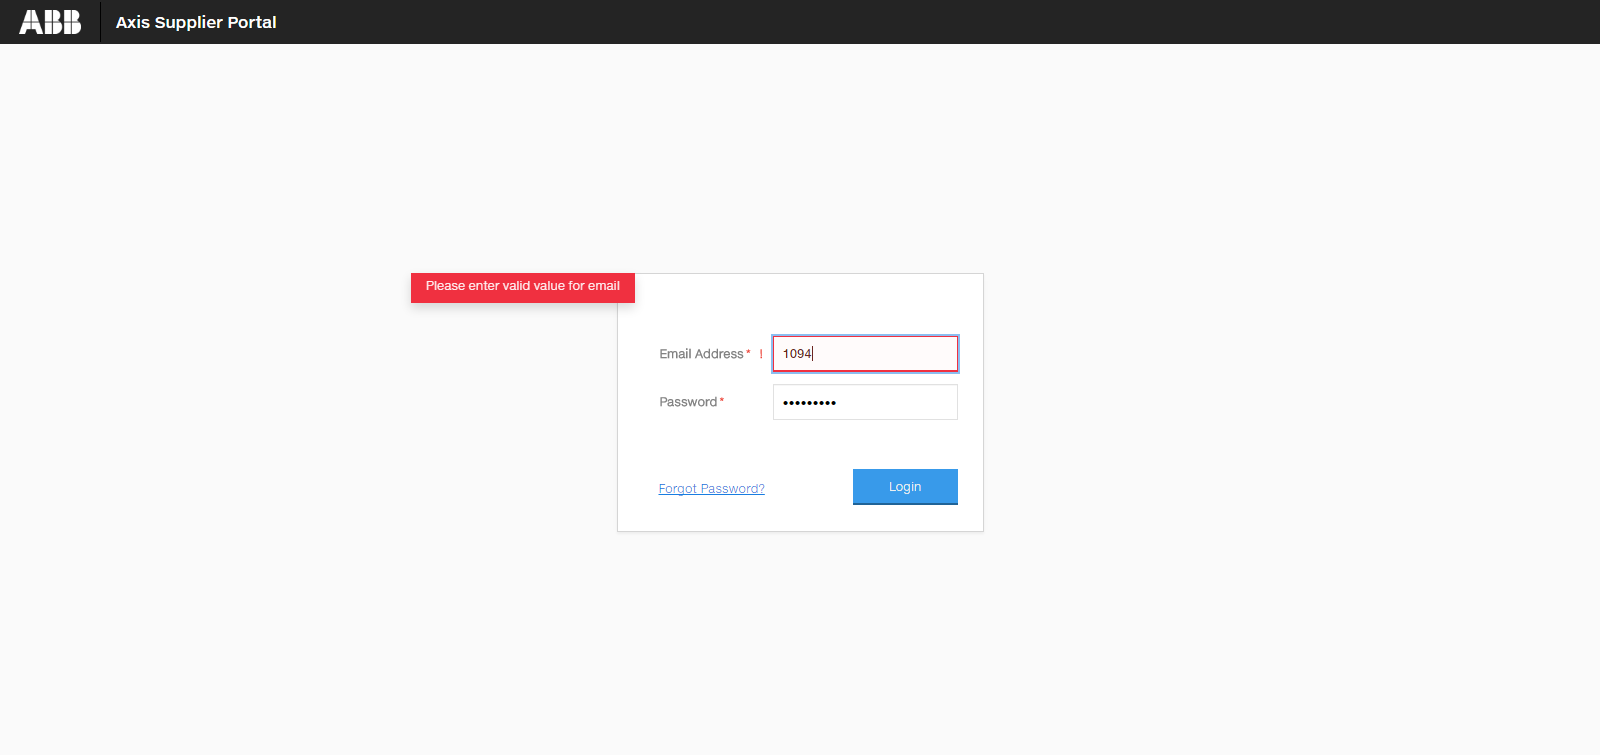 ABB
Axis Supplier Portal
Please enter valid value for email
Email Address * ! 1094
Password * •••••••••
Forgot Password? Login